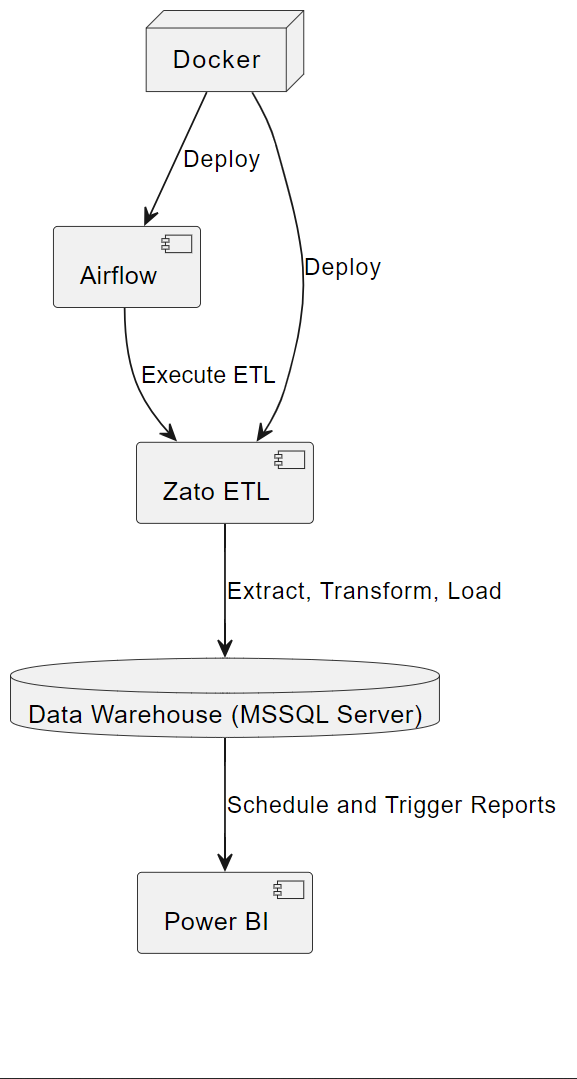 Docker
Deploy
Airflow
Deploy
Execute ETL
Zato ETL
Extract, Transform, Load
Data Warehouse (MSSQL Server)
Schedule and Trigger Reports
Power BI